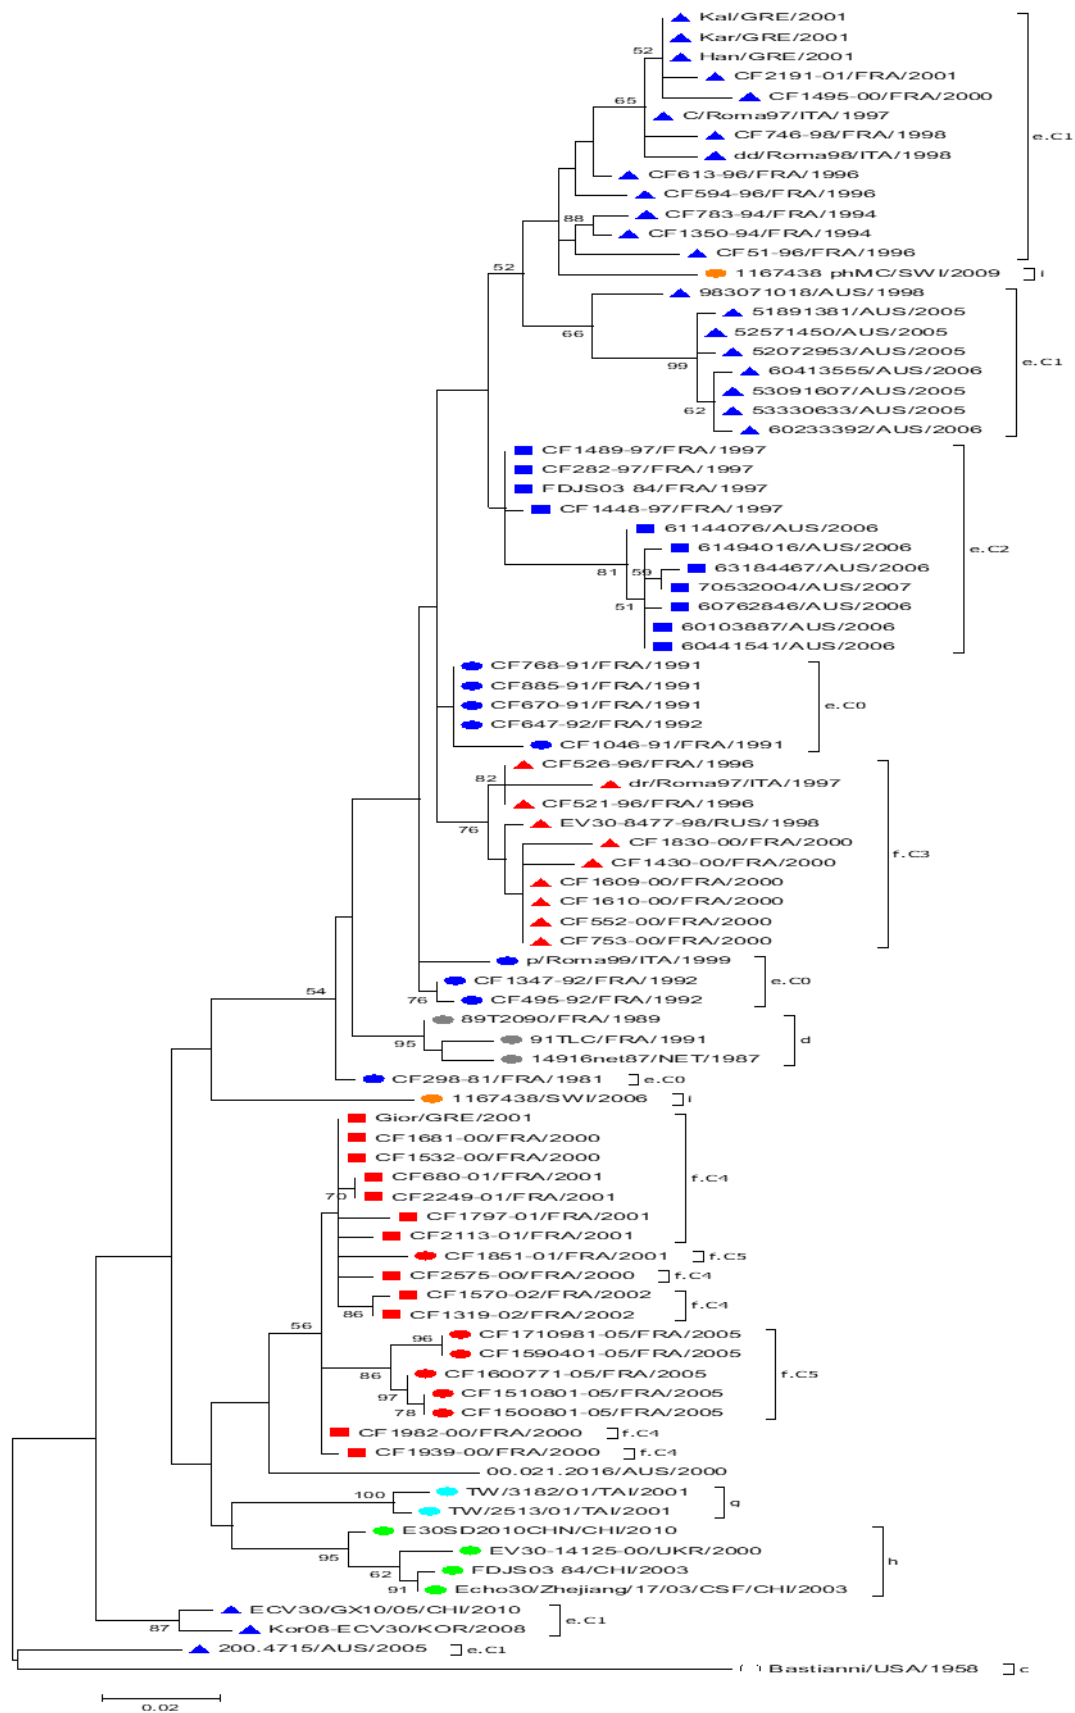 Kal/GRE/2001
Kar/GRE/2001
Han/GRE/2001
52
CF2191-01/FRA/2001
CF1495-00/FRA/2000
65
C/Roma97/ITA/1997
CF746-98/FRA/1998
e.C1
dd/Roma98/ITA/1998
CF613-96/FRA/1996
CF594-96/FRA/1996
CF783-94/FRA/1994
88
CF1350-94/FRA/1994
CF51-96/FRA/1996
52
1167438 phMC/SWI/2009
i
983071018/AUS/1998
51891381/AUS/2005
66
52571450/AUS/2005
52072953/AUS/2005
e.C1
99
60413555/AUS/2006
53091607/AUS/2005
62
53330633/AUS/2005
60233392/AUS/2006
CF1489-97/FRA/1997
CF282-97/FRA/1997
FDJS03 84/FRA/1997
CF1448-97/FRA/1997
61144076/AUS/2006
61494016/AUS/2006
e.C2
81
59
63184467/AUS/2006
70532004/AUS/2007
51
60762846/AUS/2006
60103887/AUS/2006
60441541/AUS/2006
CF768-91/FRA/1991
CF885-91/FRA/1991
CF670-91/FRA/1991
e.C0
CF647-92/FRA/1992
CF1046-91/FRA/1991
CF526-96/FRA/1996
82
dr/Roma97/ITA/1997
CF521-96/FRA/1996
76
EV30-8477-98/RUS/1998
CF1830-00/FRA/2000
f.C3
CF1430-00/FRA/2000
CF1609-00/FRA/2000
CF1610-00/FRA/2000
CF552-00/FRA/2000
CF753-00/FRA/2000
p/Roma99/ITA/1999
CF1347-92/FRA/1992
e.C0
54
76
CF495-92/FRA/1992
89T2090/FRA/1989
95
91TLC/FRA/1991
d
14916net87/NET/1987
CF298-81/FRA/1981
e.C0
1167438/SWI/2006
i
Gior/GRE/2001
CF1681-00/FRA/2000
CF1532-00/FRA/2000
CF680-01/FRA/2001
f.C4
70
CF2249-01/FRA/2001
CF1797-01/FRA/2001
CF2113-01/FRA/2001
CF1851-01/FRA/2001
f.C5
CF2575-00/FRA/2000
f.C4
CF1570-02/FRA/2002
f.C4
86
CF1319-02/FRA/2002
56
CF1710981-05/FRA/2005
96
CF1590401-05/FRA/2005
86
CF1600771-05/FRA/2005
f.C5
97
CF1510801-05/FRA/2005
78
CF1500801-05/FRA/2005
CF1982-00/FRA/2000
f.C4
CF1939-00/FRA/2000
f.C4
00.021.2016/AUS/2000
TW/3182/01/TAI/2001
100
g
TW/2513/01/TAI/2001
E30SD2010CHN/CHI/2010
95
EV30-14125-00/UKR/2000
h
62
FDJS03 84/CHI/2003
91
Echo30/Zhejiang/17/03/CSF/CHI/2003
ECV30/GX10/05/CHI/2010
e.C1
87
Kor08-ECV30/KOR/2008
200.4715/AUS/2005
e.C1
Bastianni/USA/1958
c
0.02